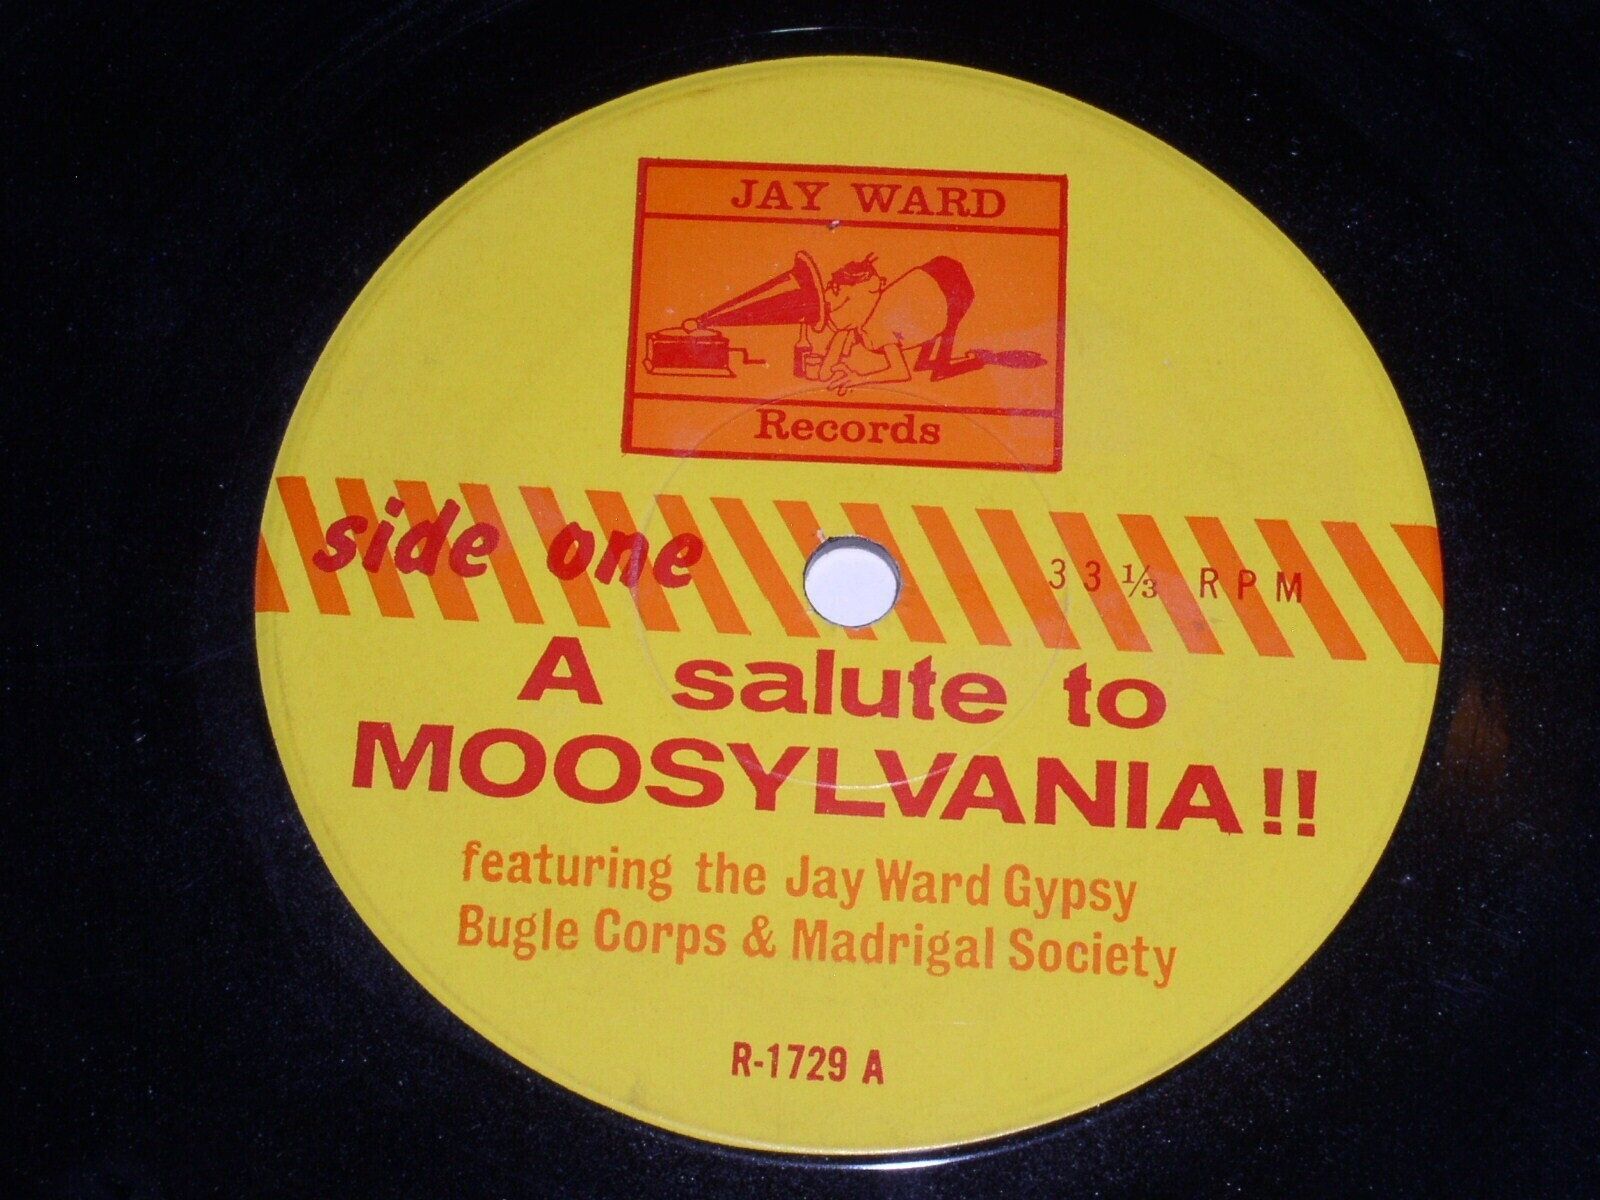 JAY WARD
Records
side one
33 1/3 RPM
A salute to
MOOSYLVANIA!!
featuring the Jay Ward Gypsy
Bugle Corps & Madrigal Society
R-1729 A